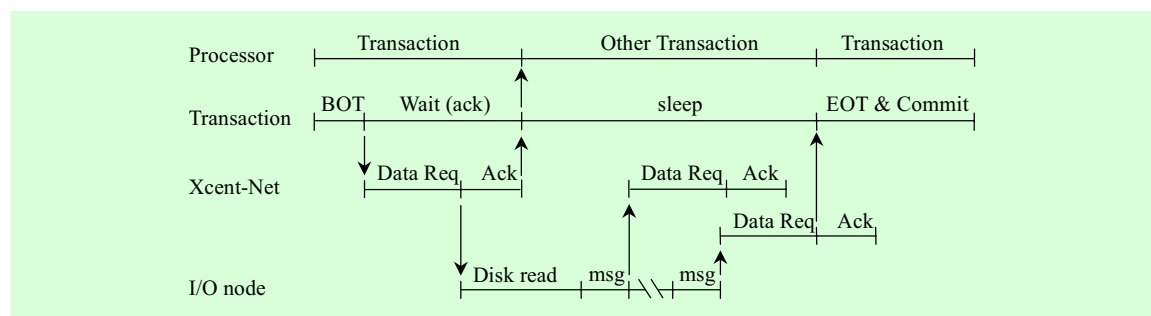 Processor Transaction Other Transaction Transaction
Transaction BOT Wait (ack) sleep EOT & Commit
Xcent-Net Data Req Ack Data Req Ack
Data Req Ack
I/O node Disk read msg msg